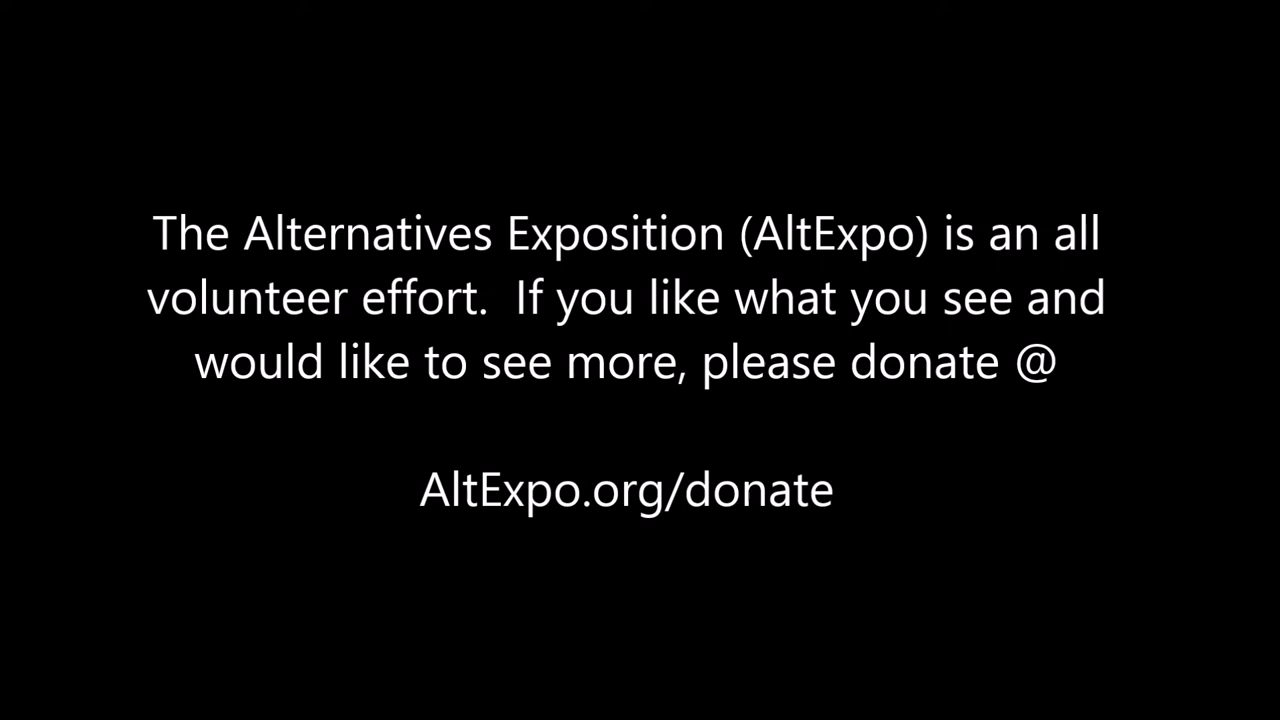 The Alternatives Exposition (AltExpo) is an all
volunteer effort.  If you like what you see and
would like to see more, please donate @
AltExpo.org/donate